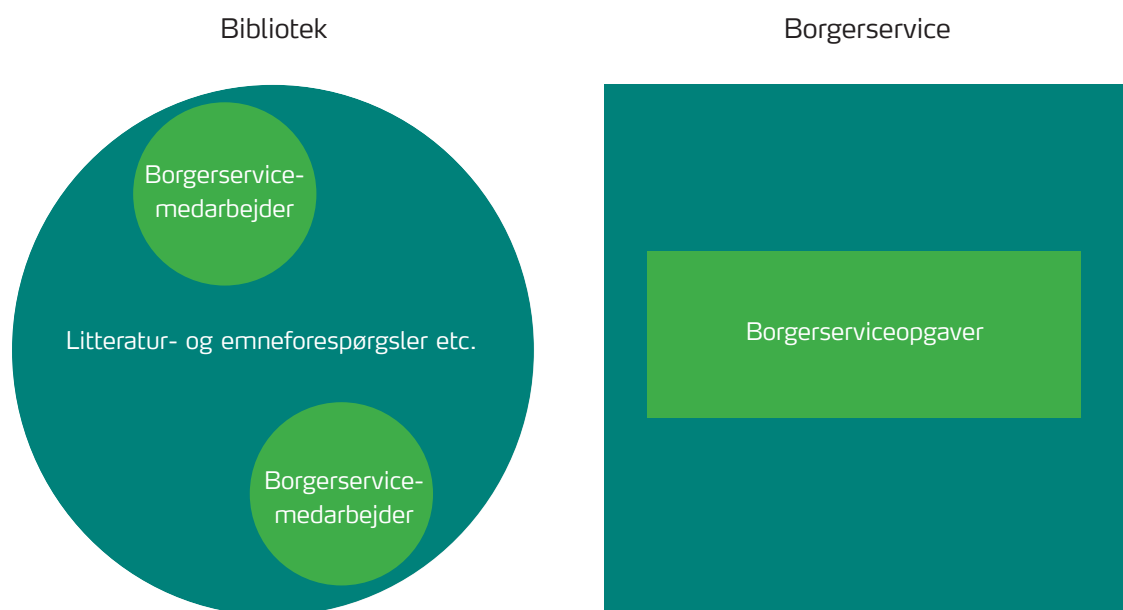 Bibliotek
Borgerservice-
medarbejder
Litteratur- og emneforespørgsler etc.
Borgerservice-
medarbejder
Borgerservice
Borgerserviceopgaver